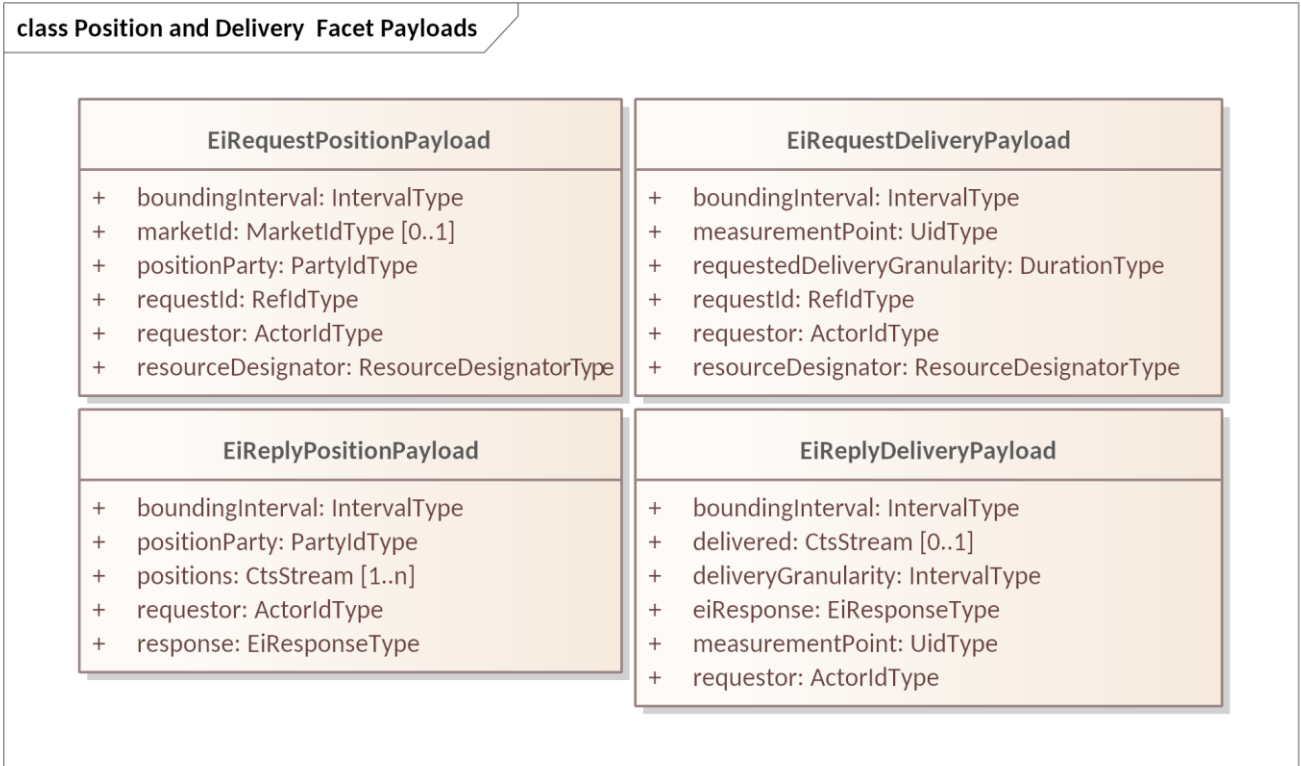 class Position and Delivery Facet Payloads
EiRequestPositionPayload
+ boundingInterval: IntervalType
+ marketId: MarketIdType [0..1]
+ positionParty: PartyIdType
+ requestId: RefIdType
+ requestor: ActorIdType
+ resourceDesignator: ResourceDesignatorType
EiRequestDeliveryPayload
+ boundingInterval: IntervalType
+ measurementPoint: UidType
+ requestedDeliveryGranularity: DurationType
+ requestId: RefIdType
+ requestor: ActorIdType
+ resourceDesignator: ResourceDesignatorType
EiReplyPositionPayload
+ boundingInterval: IntervalType
+ positionParty: PartyIdType
+ positions: CtsStream [1..n]
+ requestor: ActorIdType
+ response: EiResponseType
EiReplyDeliveryPayload
+ boundingInterval: IntervalType
+ delivered: CtsStream [0..1]
+ deliveryGranularity: IntervalType
+ eiResponse: EiResponseType
+ measurementPoint: UidType
+ requestor: ActorIdType